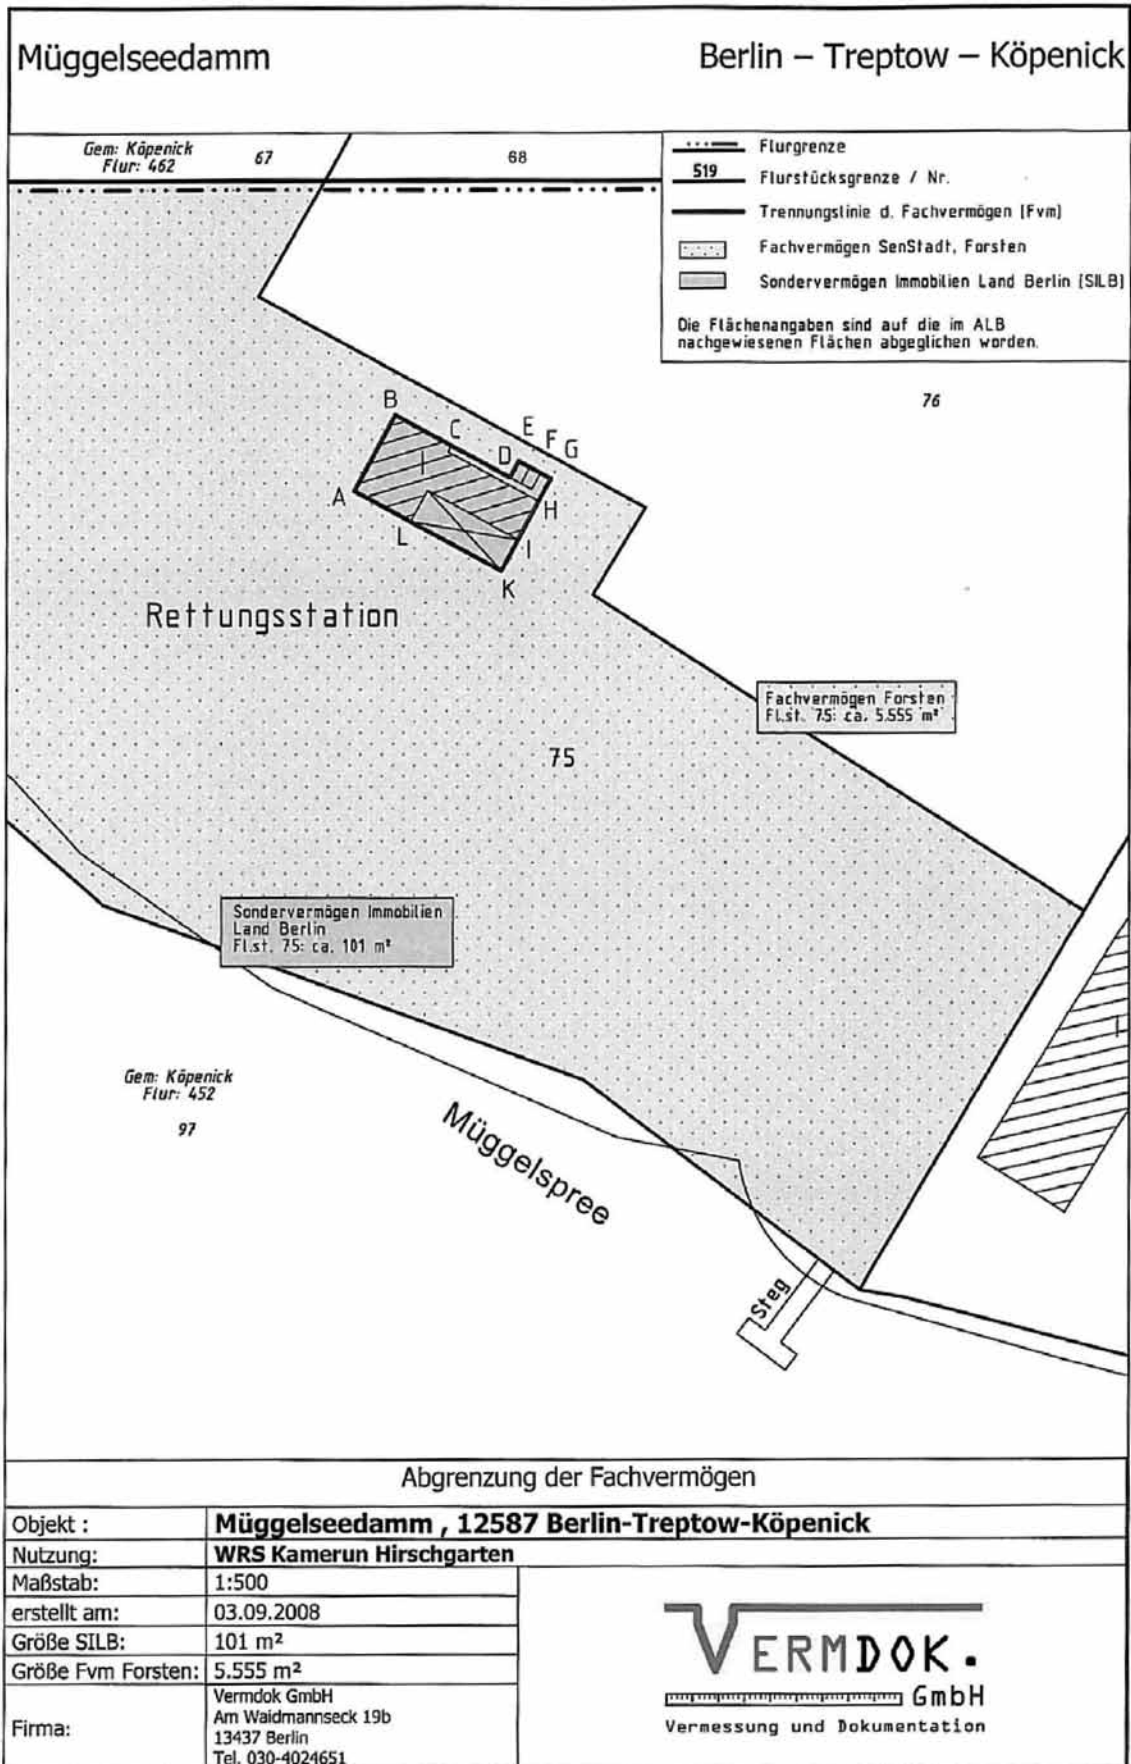 Müggelseedamm
Berlin – Treptow – Köpenick
Gem: Köpenick
Flur: 462
67
68
Flurgrenze
519
Flurstücksgrenze / Nr.
Trennungslinie d. Fachvermögen (Fvm)
Fachvermögen SenStadt, Forsten
Sondervermögen Immobilien Land Berlin (SILB)
Die Flächenangaben sind auf die im ALB
nachgewiesenen Flächen abgeglichen worden.
76
B
C
E
F
G
D
I
A
H
L
I
K
Rettungsstation
Fachvermögen Forsten
Fl.st. 75: ca. 5.555 m²
75
Sondervermögen Immobilien
Land Berlin
Fl.st. 75: ca. 101 m²
I
Gem: Köpenick
Flur: 452
97
Müggelspree
Steg
Abgrenzung der Fachvermögen
Objekt : Müggelseedamm , 12587 Berlin-Treptow-Köpenick
Nutzung: WRS Kamerun Hirschgarten
Maßstab: 1:500
erstellt am: 03.09.2008
Größe SILB: 101 m²
Größe Fvm Forsten: 5.555 m²
Firma:
Vermdok GmbH
Am Waidmannseck 19b
13437 Berlin
Tel. 030-4024651
VERMDOK.
GmbH
Vermessung und Dokumentation